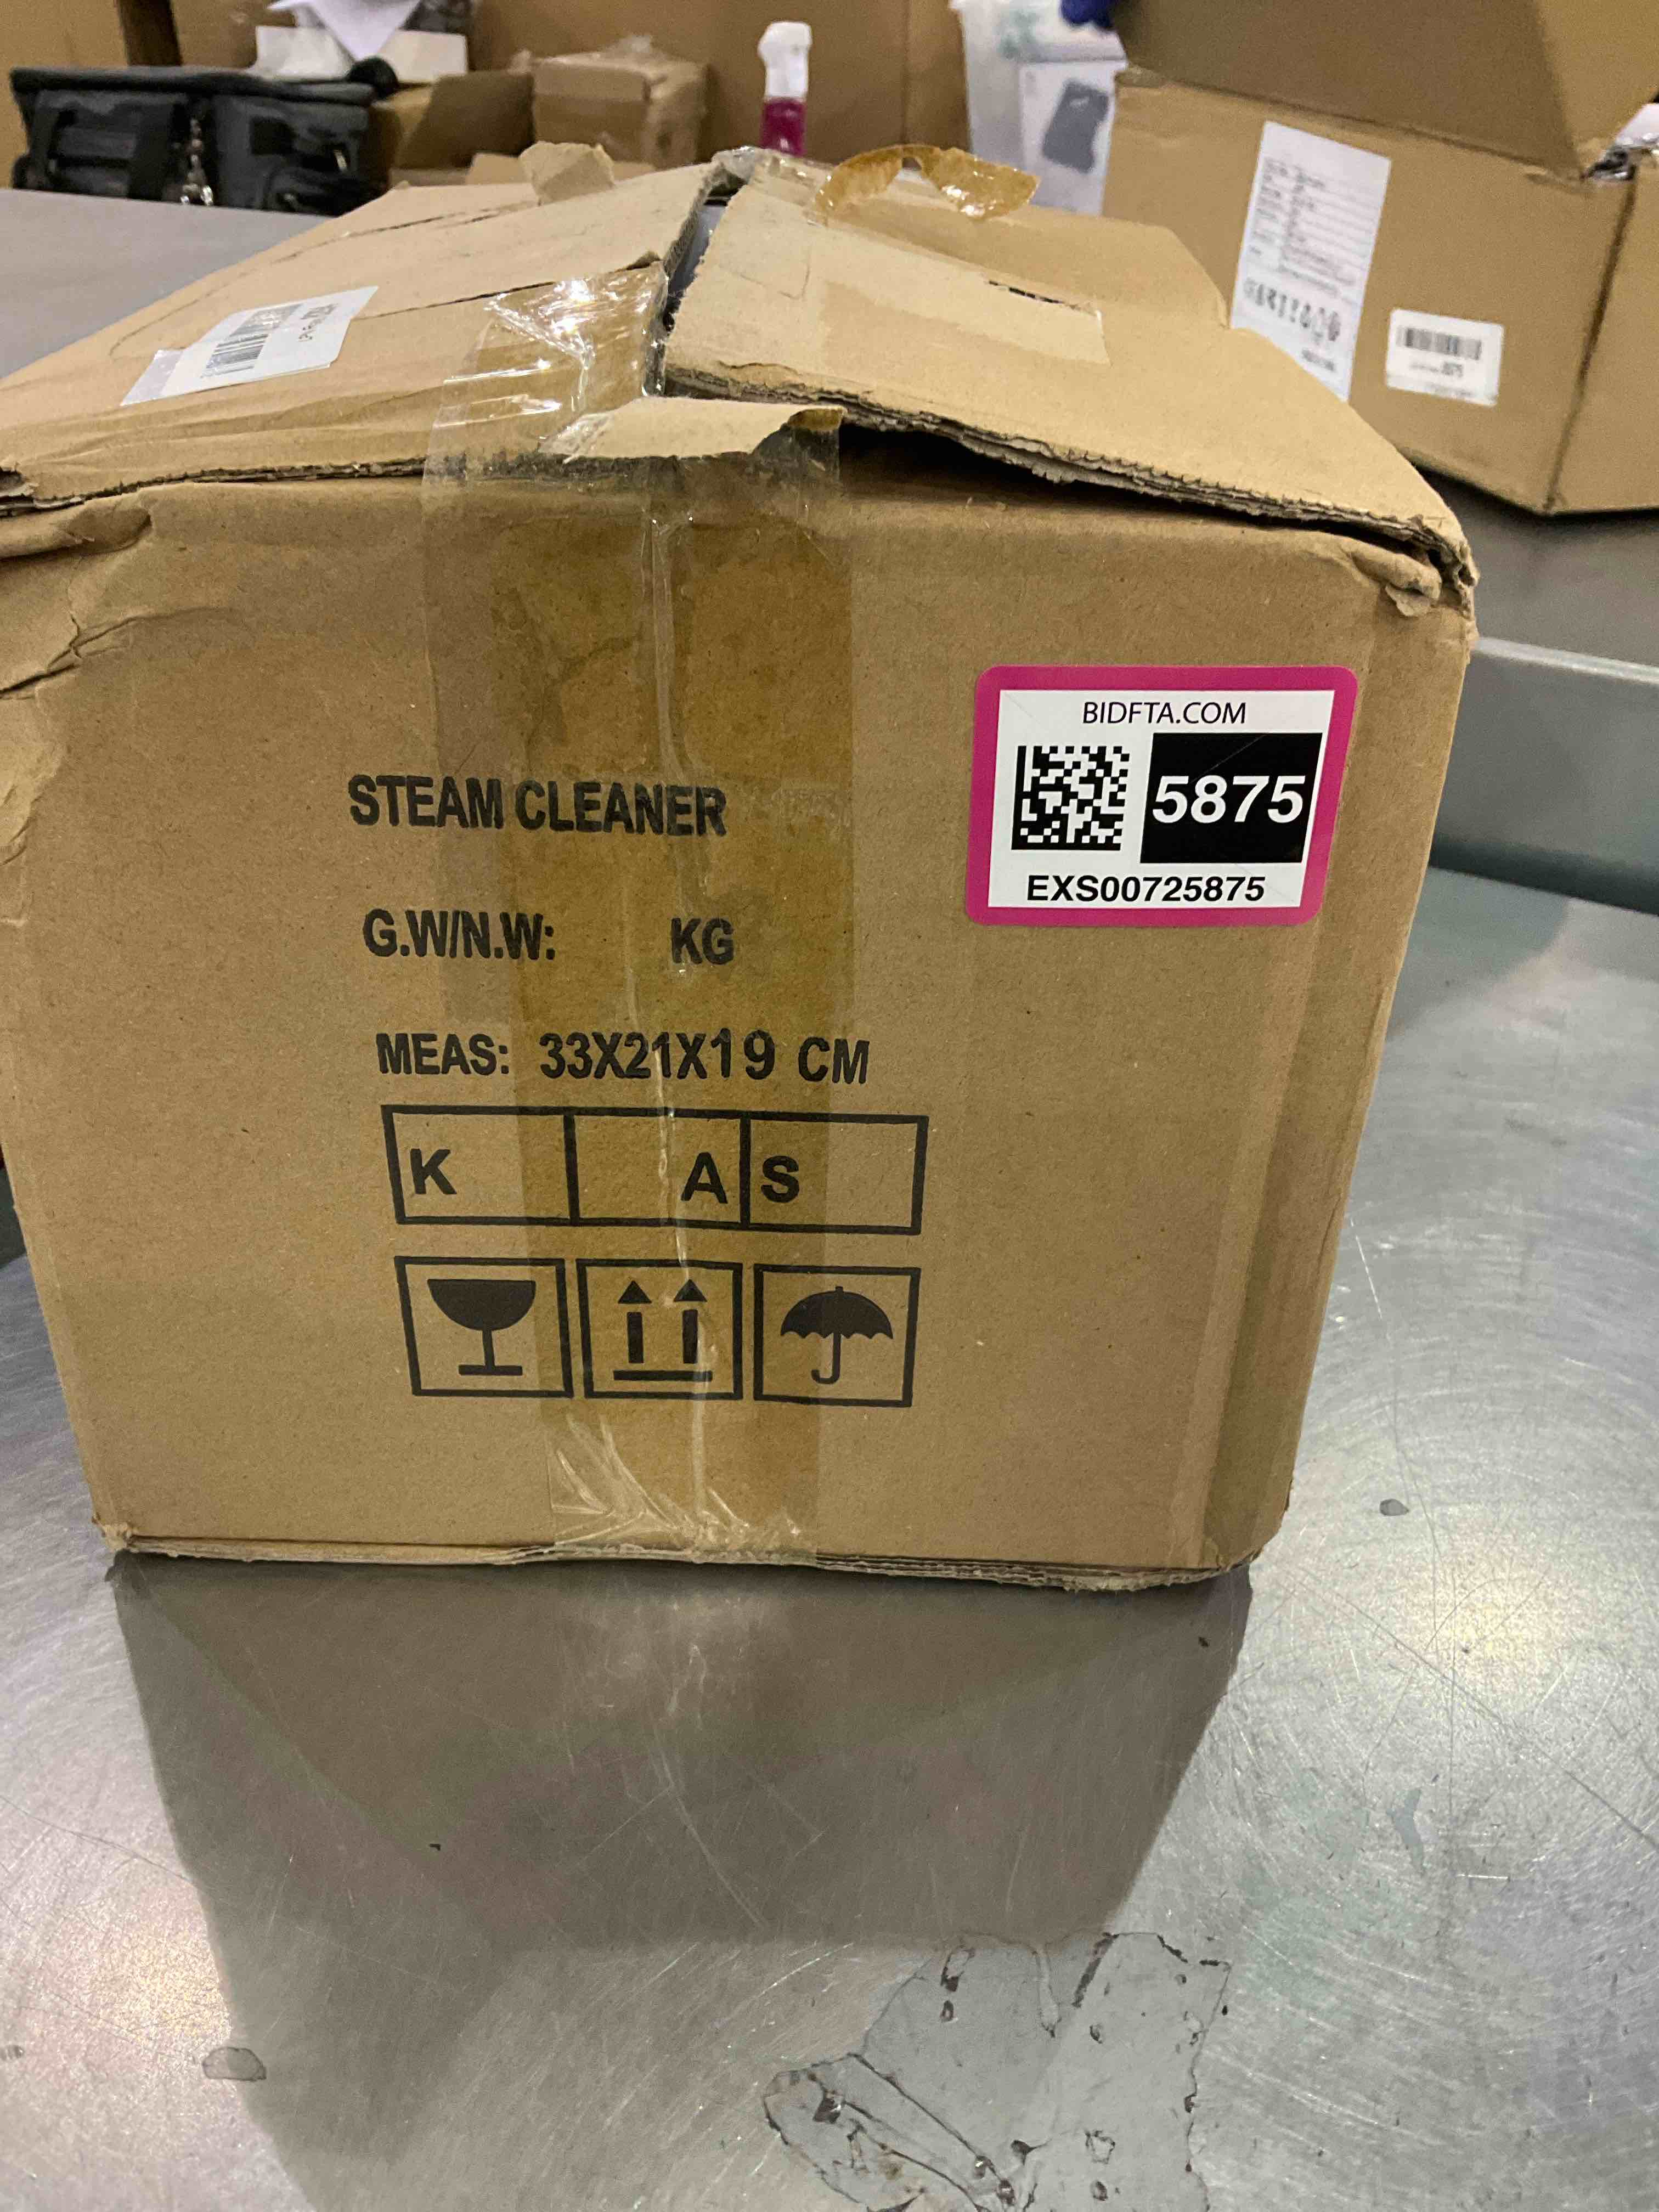 BIDFTA.COM
5875
EXS00725875
STEAM CLEANER
G.W/N.W: KG
MEAS: 33X21X19 CM
K A S